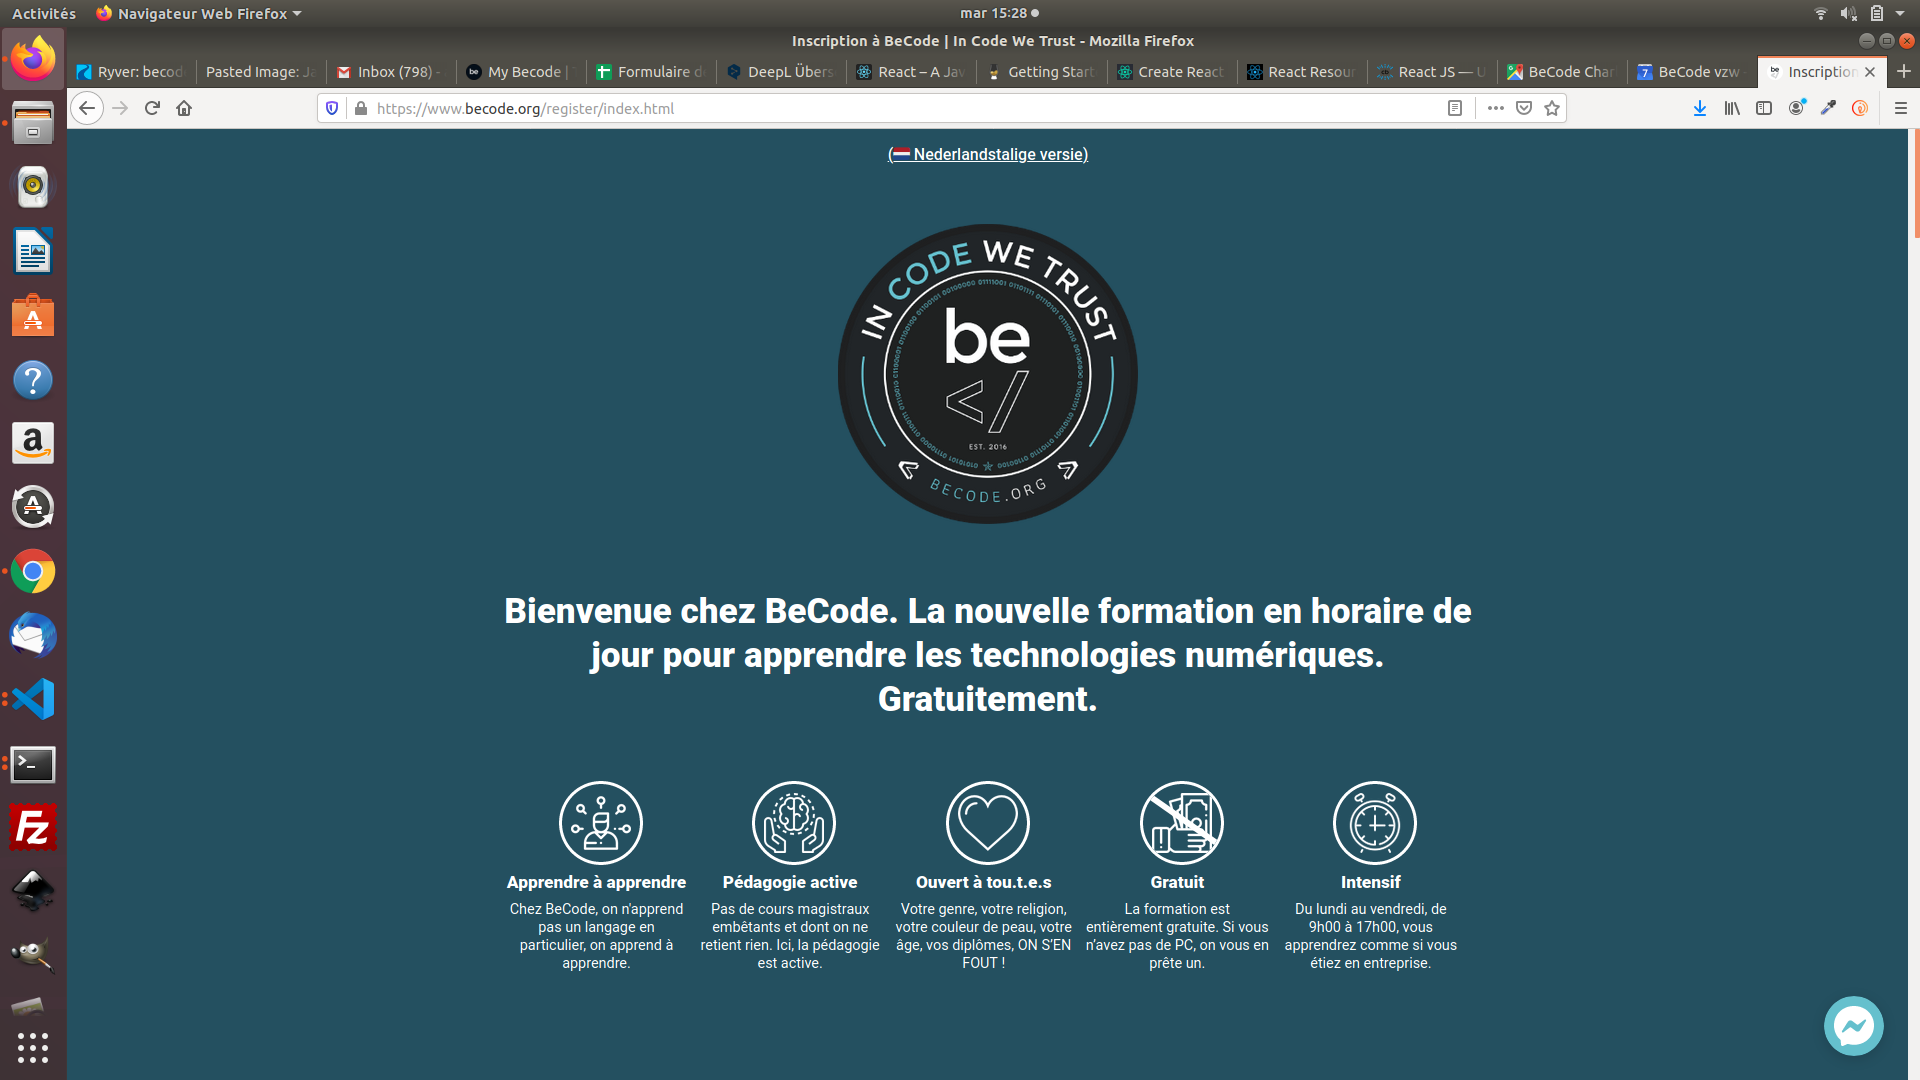 Activités
Navigateur Web Firefox
mar 15:28
Inscription à BeCode | In Code We Trust - Mozilla Firefox
Ryver: becod
Pasted Image: Ja
Inbox (798) -
My Becode |
Formulaire d
DeepL Übers
React – A Jav
Getting Start
Create React
React Resour
React JS — U
BeCode Char
BeCode vzw
Inscription
https://www.becode.org/register/index.html
(Nederlandstalige versie)
IN CODE WE TRUST
be
</
EST. 2016
BECODE.ORG
Bienvenue chez BeCode. La nouvelle formation en horaire de
jour pour apprendre les technologies numériques.
Gratuitement.
Apprendre à apprendre
Chez BeCode, on n'apprend
pas un langage en
particulier, on apprend à
apprendre.
Pédagogie active
Pas de cours magistraux
embêtants et dont on ne
retient rien. Ici, la pédagogie
est active.
Ouvert à tou.t.e.s
Votre genre, votre religion,
votre couleur de peau, votre
âge, vos diplômes, ON S'EN
FOUT !
Gratuit
La formation est
entièrement gratuite. Si vous
n'avez pas de PC, on vous en
prête un.
Intensif
Du lundi au vendredi, de
9h00 à 17h00, vous
apprendrez comme si vous
étiez en entreprise.